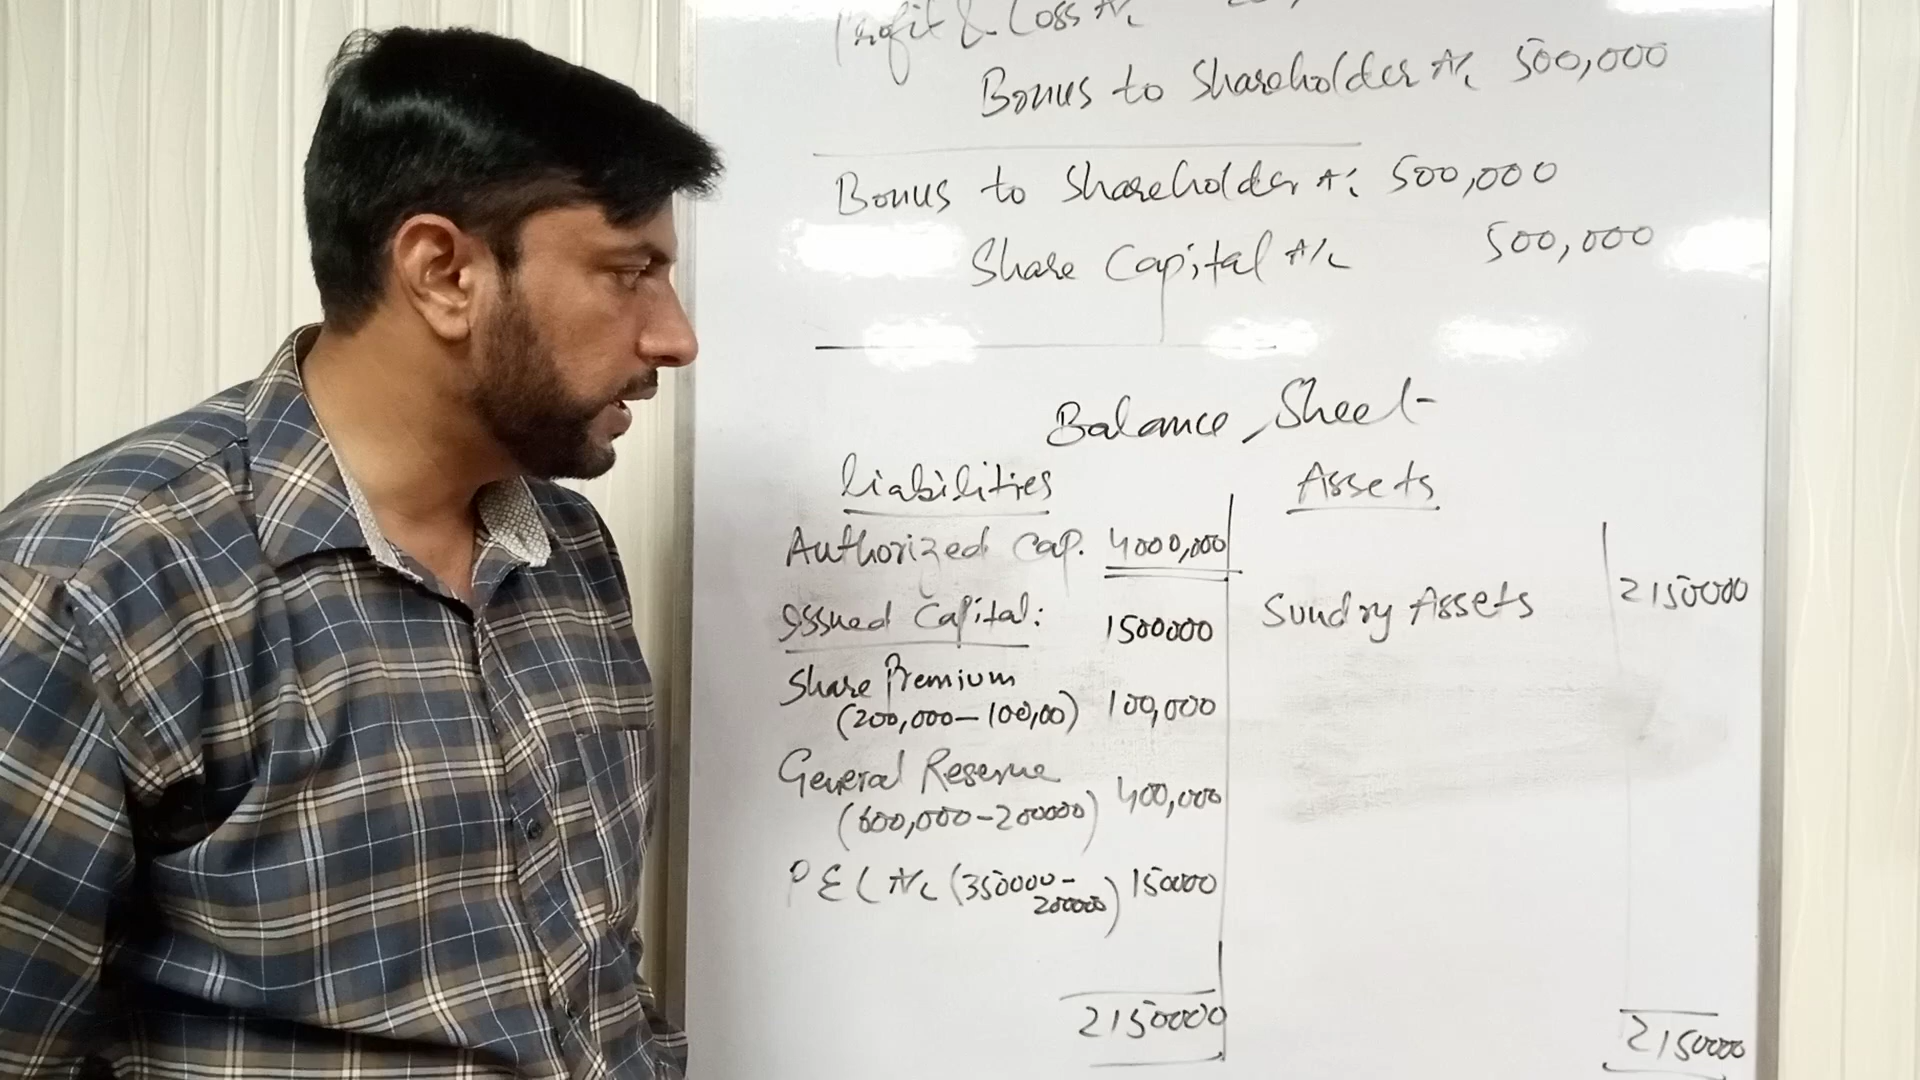 Profit & Loss A/c
Bonus to Shareholder A/c 500,000
Bonus to Shareholder A/c 500,000
Share Capital A/c 500,000
Balance Sheet
Liabilities Assets
Authorized Cap. 4000,000
Issued Capital: 1500000 Sundry Assets 2150000
Share Premium
(200,000-100,00) 100,000
General Reserve
(600,000-200000) 400,000
P & L A/c (350000-200000) 150000
2150000 2150000